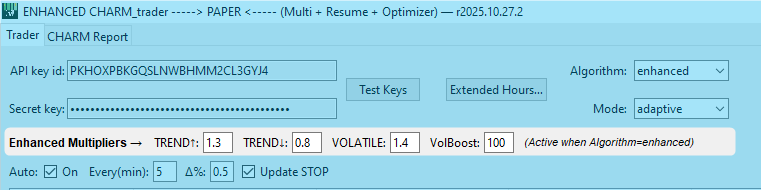 ENHANCED CHARM_trader -----> PAPER <----- (Multi + Resume + Optimizer) — r2025.10.27.2
Trader CHARM Report
API key id: PKHOXPBKGQSLNWBHMM2CL3GYJ4 Test Keys Extended Hours... Algorithm: enhanced
Secret key: •••••••••••••••••••••••••••••••••••••••••••• Mode: adaptive
Enhanced Multipliers → TREND↑: 1.3 TREND↓: 0.8 VOLATILE: 1.4 VolBoost: 100 (Active when Algorithm=enhanced)
Auto: On Every(min): 5 Δ%: 0.5 Update STOP